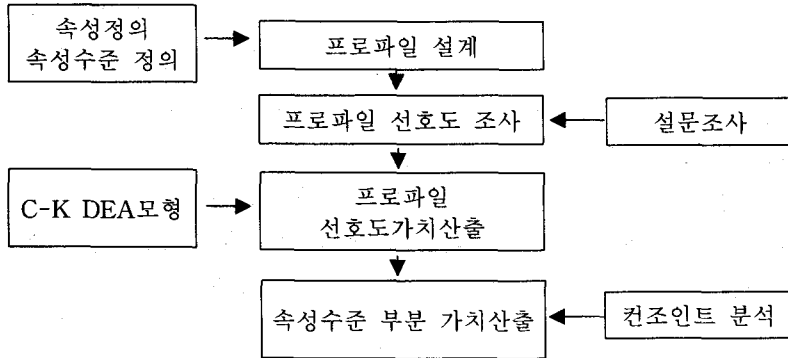 속성정의
속성수준 정의
프로파일 설계
프로파일 선호도 조사
설문조사
C-K DEA모형
프로파일
선호도가치산출
속성수준 부분 가치산출
컨조인트 분석